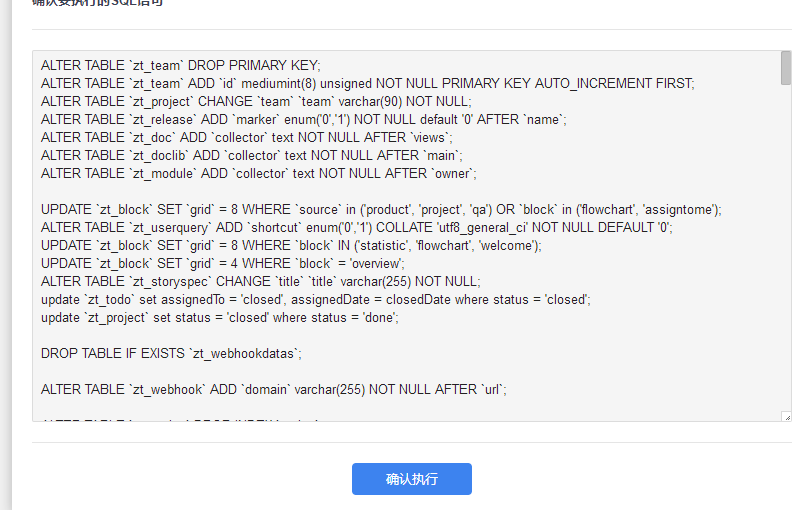 确认要执行的SQL语句
ALTER TABLE `zt_team` DROP PRIMARY KEY;
ALTER TABLE `zt_team` ADD `id` mediumint(8) unsigned NOT NULL PRIMARY KEY AUTO_INCREMENT FIRST;
ALTER TABLE `zt_project` CHANGE `team` `team` varchar(90) NOT NULL;
ALTER TABLE `zt_release` ADD `marker` enum('0','1') NOT NULL default '0' AFTER `name`;
ALTER TABLE `zt_doc` ADD `collector` text NOT NULL AFTER `views`;
ALTER TABLE `zt_doclib` ADD `collector` text NOT NULL AFTER `main`;
ALTER TABLE `zt_module` ADD `collector` text NOT NULL AFTER `owner`;
UPDATE `zt_block` SET `grid` = 8 WHERE `source` in ('product', 'project', 'qa') OR `block` in ('flowchart', 'assigntome');
ALTER TABLE `zt_userquery` ADD `shortcut` enum('0','1') COLLATE 'utf8_general_ci' NOT NULL DEFAULT '0';
UPDATE `zt_block` SET `grid` = 8 WHERE `block` IN ('statistic', 'flowchart', 'welcome');
UPDATE `zt_block` SET `grid` = 4 WHERE `block` = 'overview';
ALTER TABLE `zt_storyspec` CHANGE `title` `title` varchar(255) NOT NULL;
update `zt_todo` set assignedTo = 'closed', assignedDate = closedDate where status = 'closed';
update `zt_project` set status = 'closed' where status = 'done';
DROP TABLE IF EXISTS `zt_webhookdatas`;
ALTER TABLE `zt_webhook` ADD `domain` varchar(255) NOT NULL AFTER `url`;
确认执行